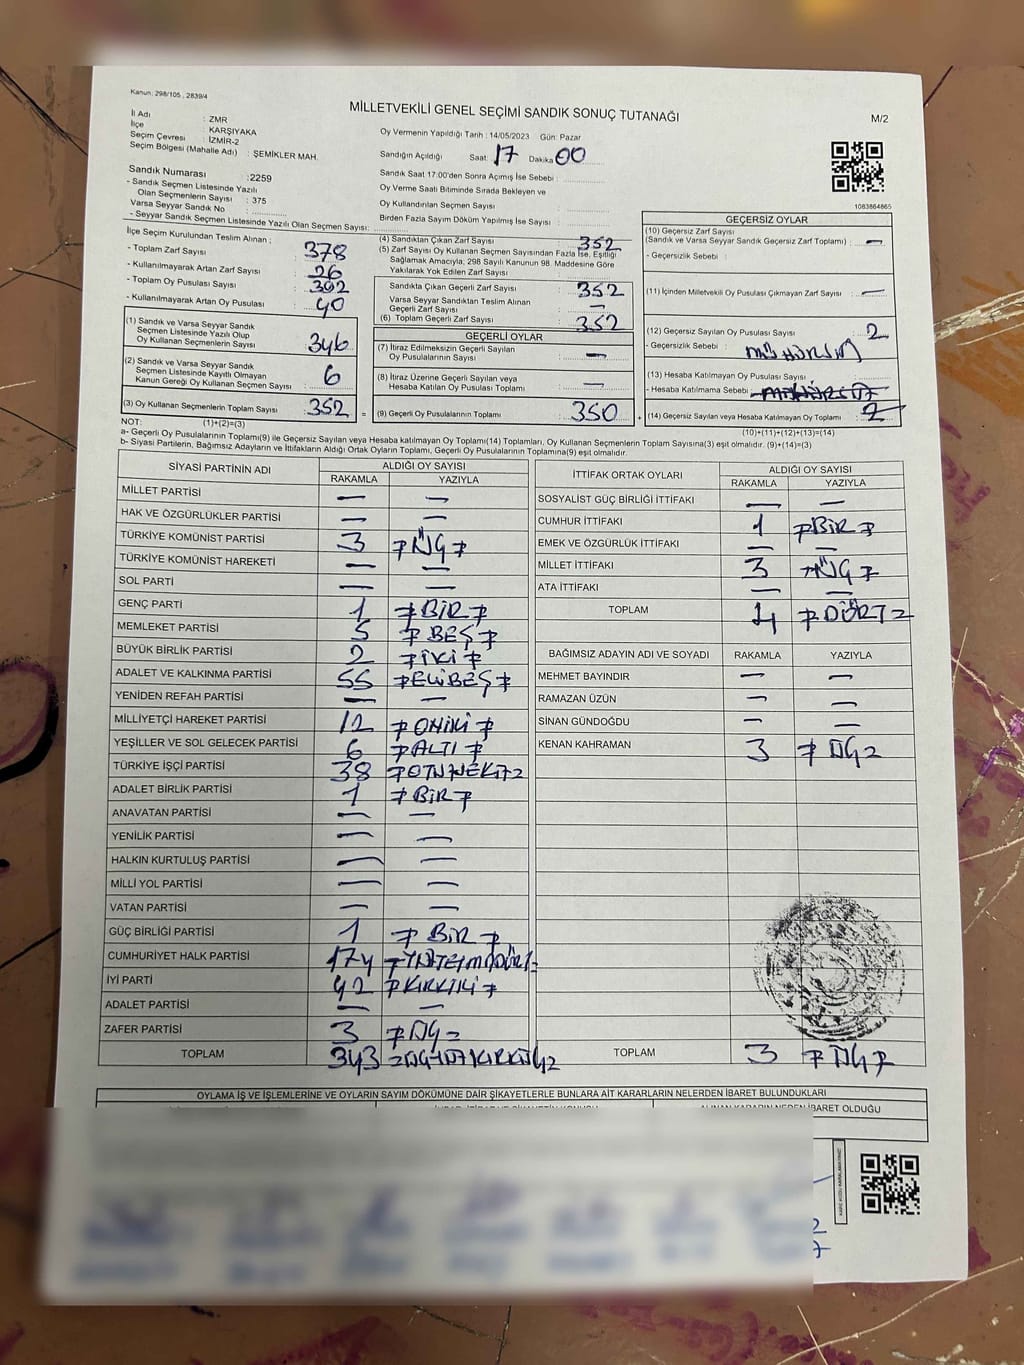 Kanun: 298/105, 2839/4
MİLLETVEKİLİ GENEL SEÇİMİ SANDIK SONUÇ TUTANAĞI
M/2
İl Adı : ZMR
İlçe : KARŞIYAKA
Seçim Çevresi : İZMİR-2
Seçim Bölgesi (Mahalle Adı) : ŞEMİKLER MAH.
Sandık Numarası :2259
- Sandık Seçmen Listesinde Yazılı
Olan Seçmenlerin Sayısı : 375
Varsa Seyyar Sandık No :
- Seyyar Sandık Seçmen Listesinde Yazılı Olan Seçmen Sayısı:
Oy Vermenin Yapıldığı Tarih : 14/05/2023 Gün: Pazar
Sandığın Açıldığı Saat: 17 Dakika 00
Sandık Saat 17:00'den Sonra Açımış İse Sebebi :
Oy Verme Saati Bitiminde Sırada Bekleyen ve
Oy Kullandırılan Seçmen Sayısı :
Birden Fazla Sayım Döküm Yapılmış İse Sayısı :
1083864865
İlçe Seçim Kurulundan Teslim Alınan ;
- Toplam Zarf Sayısı : 378
- Kullanılmayarak Artan Zarf Sayısı : 26
- Toplam Oy Pusulası Sayısı : 392
- Kullanılmayarak Artan Oy Pusulası : 40
(1) Sandık ve Varsa Seyyar Sandık
Seçmen Listesinde Yazılı Olup
Oy Kullanan Seçmenlerin Sayısı : 346
(2) Sandık ve Varsa Seyyar Sandık
Seçmen Listesinde Kayıtlı Olmayan
Kanun Gereği Oy Kullanan Seçmen Sayısı : 6
(3) Oy Kullanan Seçmenlerin Toplam Sayısı : 352 =
(4) Sandıktan Çıkan Zarf Sayısı : 352
(5) Zarf Sayısı Oy Kullanan Seçmen Sayısından Fazla İse, Eşitliği
Sağlamak Amacıyla; 298 Sayılı Kanunun 98. Maddesine Göre
Yakılarak Yok Edilen Zarf Sayısı :
Sandıkta Çıkan Geçerli Zarf Sayısı : 352
Varsa Seyyar Sandıktan Teslim Alınan
Geçerli Zarf Sayısı : —
(6) Toplam Geçerli Zarf Sayısı : 352
GEÇERLİ OYLAR
(7) İtiraz Edilmeksizin Geçerli Sayılan
Oy Pusulalarının Sayısı : —
(8) İtiraz Üzerine Geçerli Sayılan veya
Hesaba Katılan Oy Pusulası Toplamı : —
(9) Geçerli Oy Pusulalarının Toplamı : 350 +
GEÇERSİZ OYLAR
(10) Geçersiz Zarf Sayısı
(Sandık ve Varsa Seyyar Sandık Geçersiz Zarf Toplamı) : —
- Geçersizlik Sebebi :
(11) İçinden Milletvekili Oy Pusulası Çıkmayan Zarf Sayısı : —
(12) Geçersiz Sayılan Oy Pusulası Sayısı : 2
- Geçersizlik Sebebi :
(13) Hesaba Katılmayan Oy Pusulası Sayısı :
- Hesaba Katılmama Sebebi :
(14) Geçersiz Sayılan veya Hesaba Katılmayan Oy Toplamı : 2
NOT: (1)+(2)=(3)
(10)+(11)+(12)+(13)=(14)
a- Geçerli Oy Pusulalarının Toplamı(9) ile Geçersiz Sayılan veya Hesaba katılmayan Oy Toplamı(14) Toplamları, Oy Kullanan Seçmenlerin Toplam Sayısına(3) eşit olmalıdır. (9)+(14)=(3)
b- Siyasi Partilerin, Bağımsız Adayların ve İttifakların Aldığı Ortak Oyların Toplamı, Geçerli Oy Pusulalarının Toplamına(9) eşit olmalıdır.
SİYASİ PARTİNİN ADI ALDIĞI OY SAYISI
RAKAMLA YAZIYLA
MİLLET PARTİSİ — —
HAK VE ÖZGÜRLÜKLER PARTİSİ — —
TÜRKİYE KOMÜNİST PARTİSİ 3 ÜÇ
TÜRKİYE KOMÜNİST HAREKETİ — —
SOL PARTİ — —
GENÇ PARTİ 1 BİR
MEMLEKET PARTİSİ 5 BEŞ
BÜYÜK BİRLİK PARTİSİ 2 İKİ
ADALET VE KALKINMA PARTİSİ 55 ELİBEŞ
YENİDEN REFAH PARTİSİ — —
MİLLİYETÇİ HAREKET PARTİSİ 12 ONİKİ
YEŞİLLER VE SOL GELECEK PARTİSİ 6 ALTI
TÜRKİYE İŞÇİ PARTİSİ 38
ADALET BİRLİK PARTİSİ 1 BİR
ANAVATAN PARTİSİ — —
YENİLİK PARTİSİ — —
HALKIN KURTULUŞ PARTİSİ — —
MİLLİ YOL PARTİSİ — —
VATAN PARTİSİ — —
GÜÇ BİRLİĞİ PARTİSİ 1 BİR
CUMHURİYET HALK PARTİSİ 174
İYİ PARTİ 42 KIRKİKİ
ADALET PARTİSİ — —
ZAFER PARTİSİ 3 ÜÇ
TOPLAM 343
İTTİFAK ORTAK OYLARI ALDIĞI OY SAYISI
RAKAMLA YAZIYLA
SOSYALİST GÜÇ BİRLİĞİ İTTİFAKI — —
CUMHUR İTTİFAKI 1 BİR
EMEK VE ÖZGÜRLÜK İTTİFAKI — —
MİLLET İTTİFAKI 3 ÜÇ
ATA İTTİFAKI — —
TOPLAM 4 DÖRT
BAĞIMSIZ ADAYIN ADI VE SOYADI RAKAMLA YAZIYLA
MEHMET BAYINDIR — —
RAMAZAN ÜZÜN — —
SİNAN GÜNDOĞDU — —
KENAN KAHRAMAN 3 ÜÇ
TOPLAM 3 ÜÇ
OYLAMA İŞ VE İŞLEMLERİNE VE OYLARIN SAYIM DÖKÜMÜNE DAİR ŞİKAYETLERLE BUNLARA AİT KARARLARIN NELERDEN İBARET BULUNDUKLARI